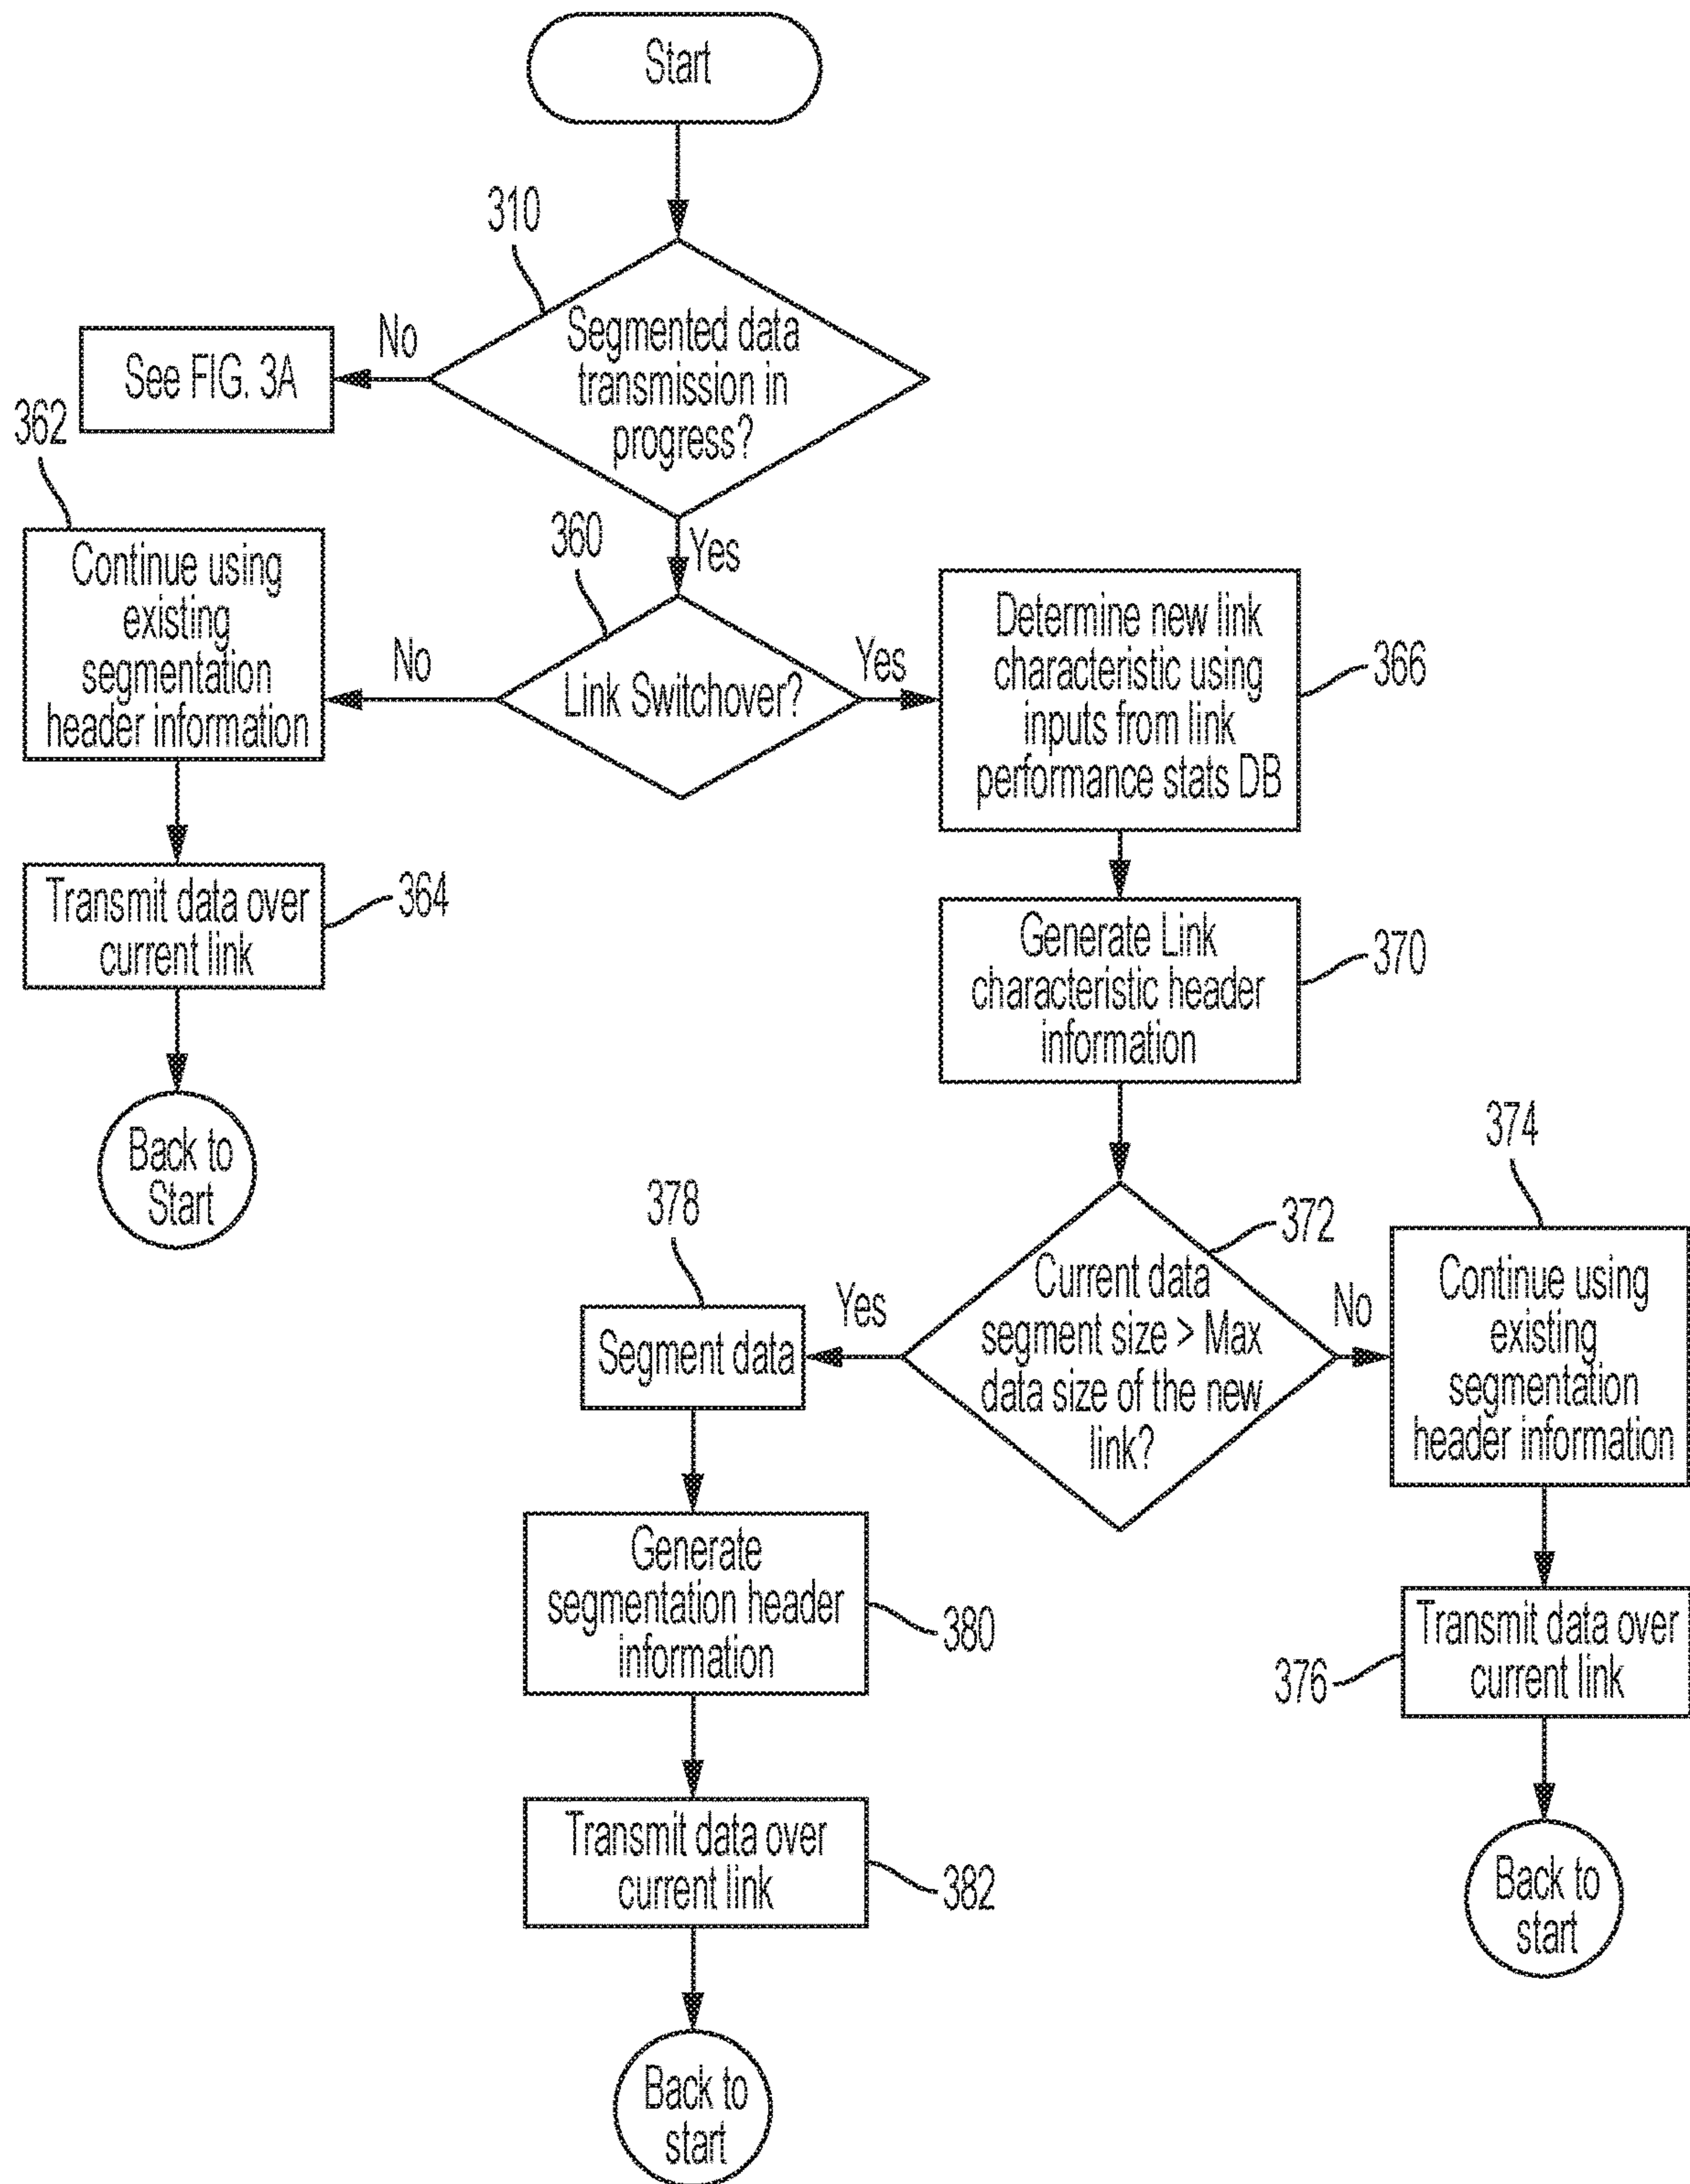 Start
310
Segmented data
transmission in
progress?
No
See FIG. 3A
Yes
360
Link Switchover?
No
362
Continue using
existing
segmentation
header information
364
Transmit data over
current link
Back to
Start
Yes
366
Determine new link
characteristic using
inputs from link
performance stats DB
370
Generate Link
characteristic header
information
372
Current data
segment size > Max
data size of the new
link?
No
374
Continue using
existing
segmentation
header information
376
Transmit data over
current link
Back to
start
Yes
378
Segment data
380
Generate
segmentation header
information
382
Transmit data over
current link
Back to
start